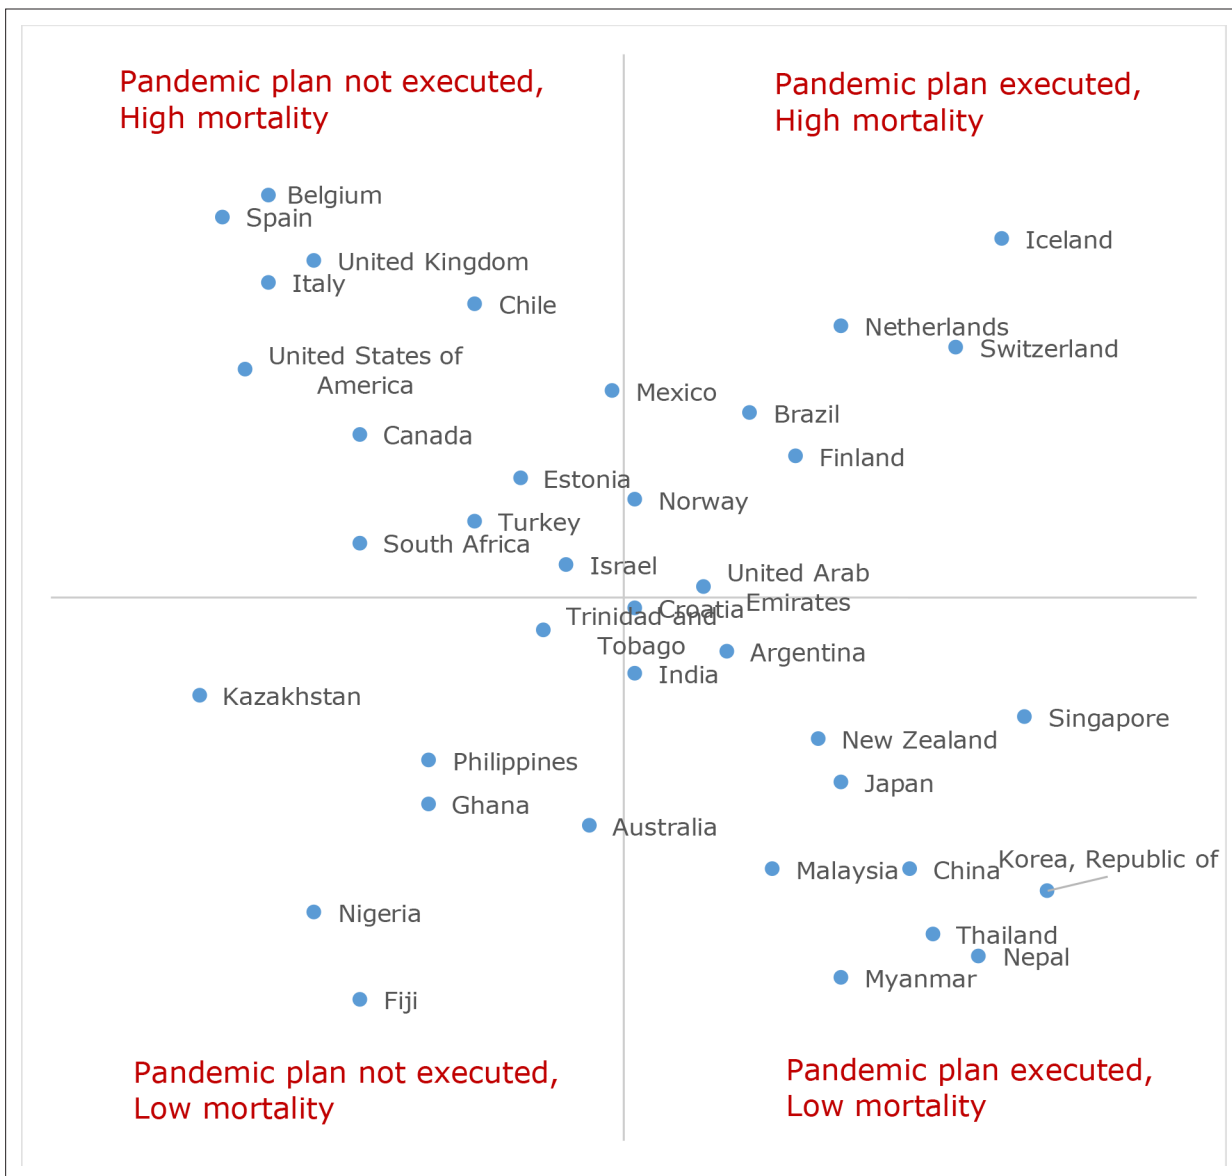 Pandemic plan not executed,
High mortality
Pandemic plan executed,
High mortality
Belgium
Spain
Iceland
United Kingdom
Italy
Chile
Netherlands
Switzerland
United States of
America
Mexico
Brazil
Canada
Finland
Estonia
Norway
Turkey
South Africa
Israel
United Arab
Emirates
Croatia
Trinidad and
Tobago
Argentina
India
Kazakhstan
Singapore
New Zealand
Philippines
Japan
Ghana
Australia
Korea, Republic of
Malaysia
China
Nigeria
Thailand
Nepal
Myanmar
Fiji
Pandemic plan not executed,
Low mortality
Pandemic plan executed,
Low mortality